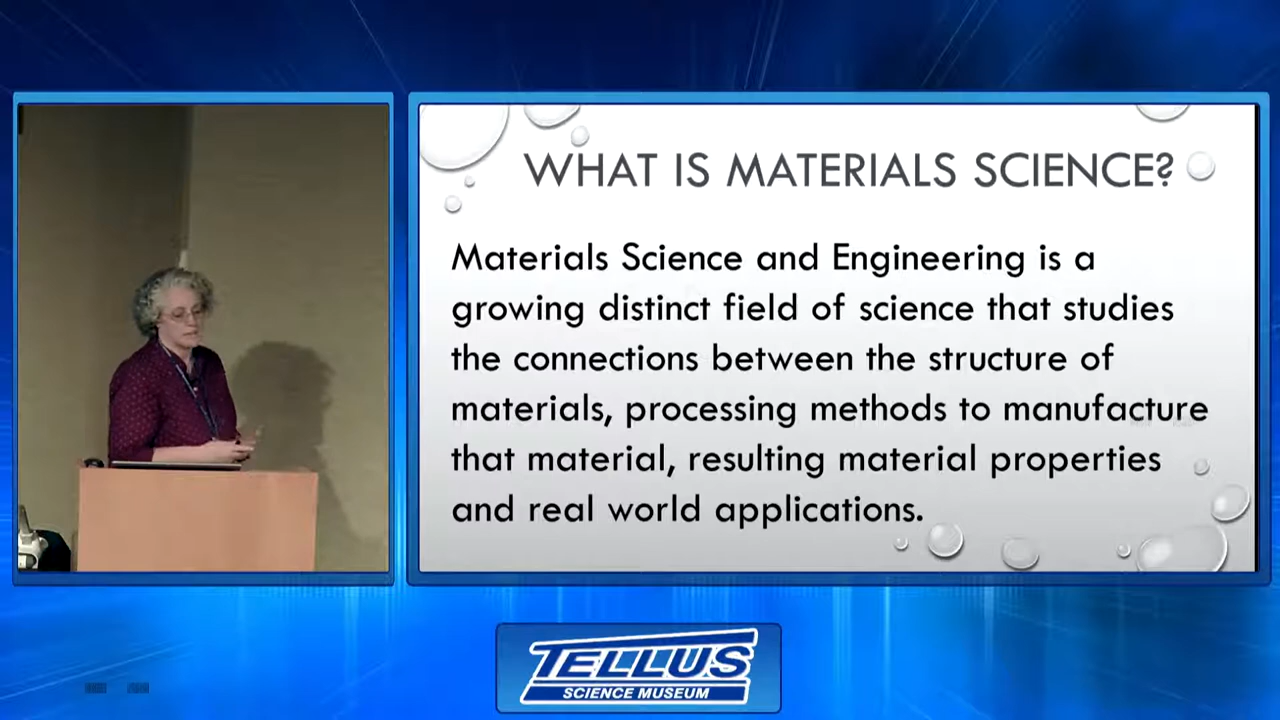 WHAT IS MATERIALS SCIENCE?
Materials Science and Engineering is a
growing distinct field of science that studies
the connections between the structure of
materials, processing methods to manufacture
that material, resulting material properties
and real world applications.
TELLUS
SCIENCE MUSEUM